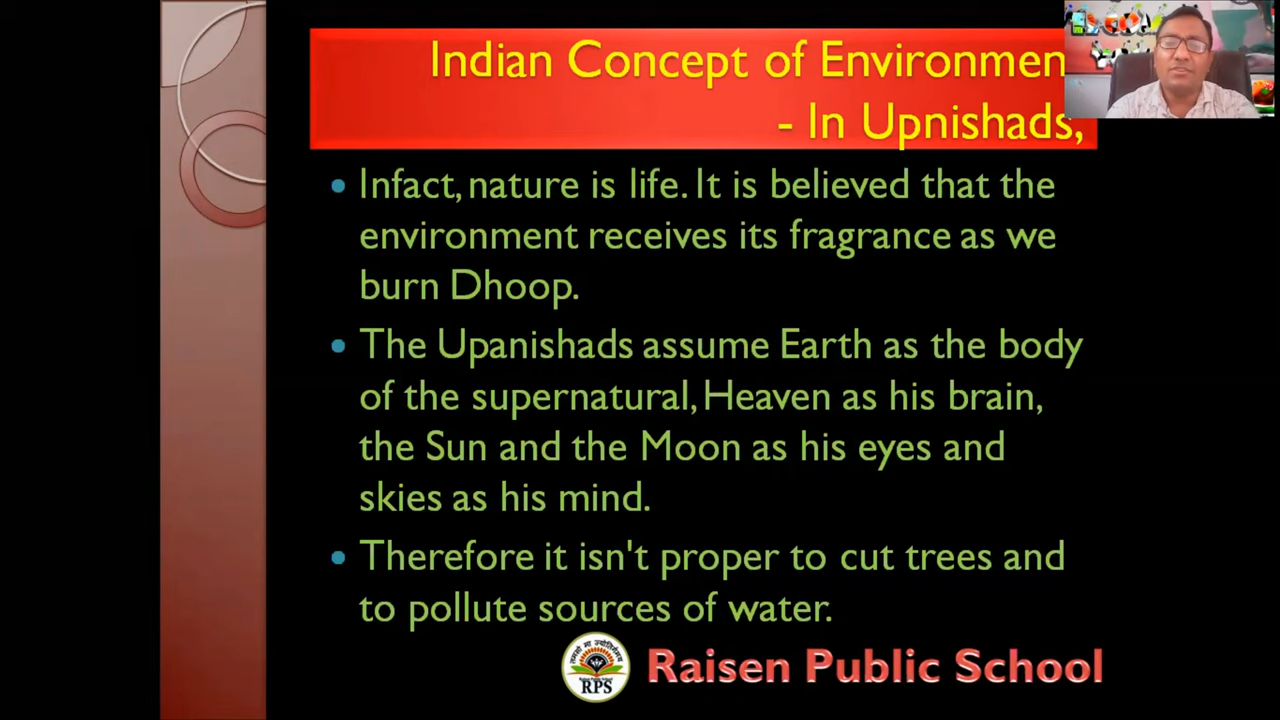 Indian Concept of Environmen
- In Upnishads,
Infact, nature is life. It is believed that the
environment receives its fragrance as we
burn Dhoop.
The Upanishads assume Earth as the body
of the supernatural, Heaven as his brain,
the Sun and the Moon as his eyes and
skies as his mind.
Therefore it isn't proper to cut trees and
to pollute sources of water.
तमसो मा ज्योतिर्गमय
RPS
Raisen Public School